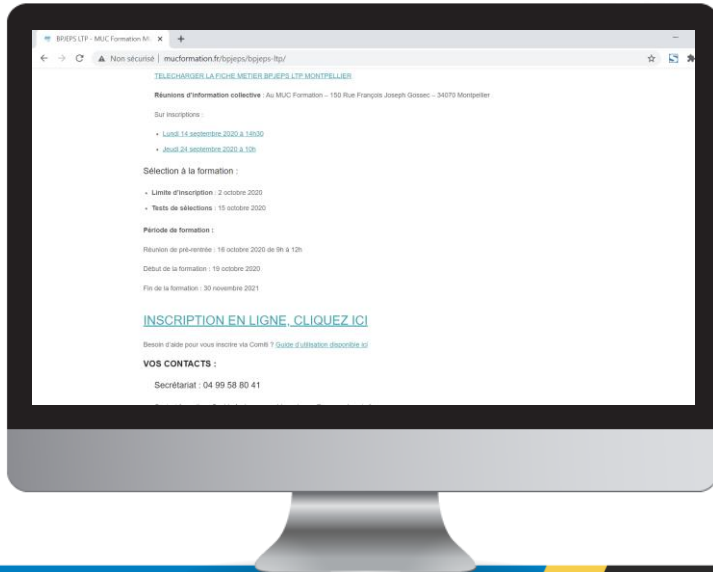 BPJEPS LTP - MUC Formation M
Non sécurisé | mucformation.fr/bpjeps/bpjeps-ltp/
TELECHARGER LA FICHE METIER BPJEPS LTP MONTPELLIER
Réunions d'information collective : Au MUC Formation – 150 Rue François Joseph Gossec – 34070 Montpellier
Sur inscriptions :
• Lundi 14 septembre 2020 à 14h30
• Jeudi 24 septembre 2020 à 10h
Sélection à la formation :
• Limite d'inscription : 2 octobre 2020
• Tests de sélections : 15 octobre 2020
Période de formation :
Réunion de pré-rentrée : 16 octobre 2020 de 9h à 12h
Début de la formation : 19 octobre 2020
Fin de la formation : 30 novembre 2021
INSCRIPTION EN LIGNE, CLIQUEZ ICI
Besoin d'aide pour vous inscrire via Comiti ? Guide d'utilisation disponible ici
VOS CONTACTS :
Secrétariat : 04 99 58 80 41